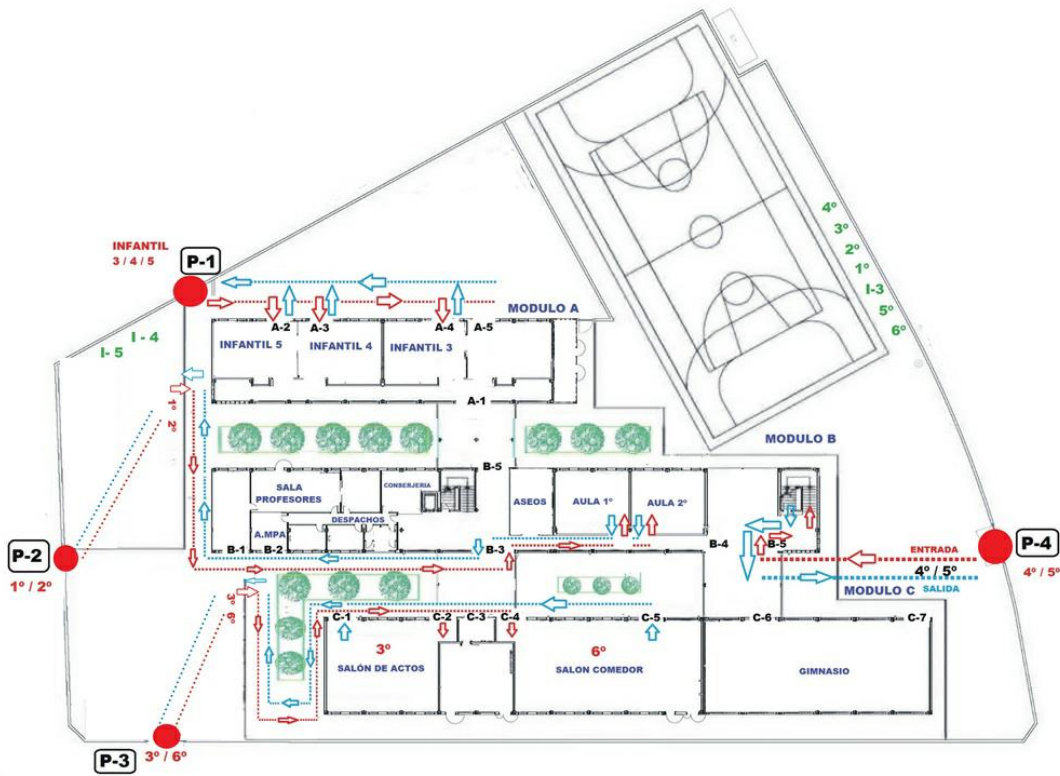 INFANTIL
3 / 4 / 5
P-1
4º
3º
2º
1º
I-3
5º
6º
I- 5
I - 4
MODULO A
A-2
A-3
A-4
A-5
INFANTIL 5
INFANTIL 4
INFANTIL 3
A-1
1º
2º
MODULO B
B-5
SALA
PROFESORES
CONSERJERIA
ASEOS
AULA 1º
AULA 2º
A.MPA
DESPACHOS
B-1
B-2
B-3
B-4
B-5
P-2
1º / 2º
P-4
4º / 5º
ENTRADA
4º / 5º
SALIDA
MODULO C
3º
6º
C-1
C-2
C-3
C-4
C-5
C-6
C-7
3º
SALÓN DE ACTOS
6º
SALON COMEDOR
GIMNASIO
P-3
3º / 6º